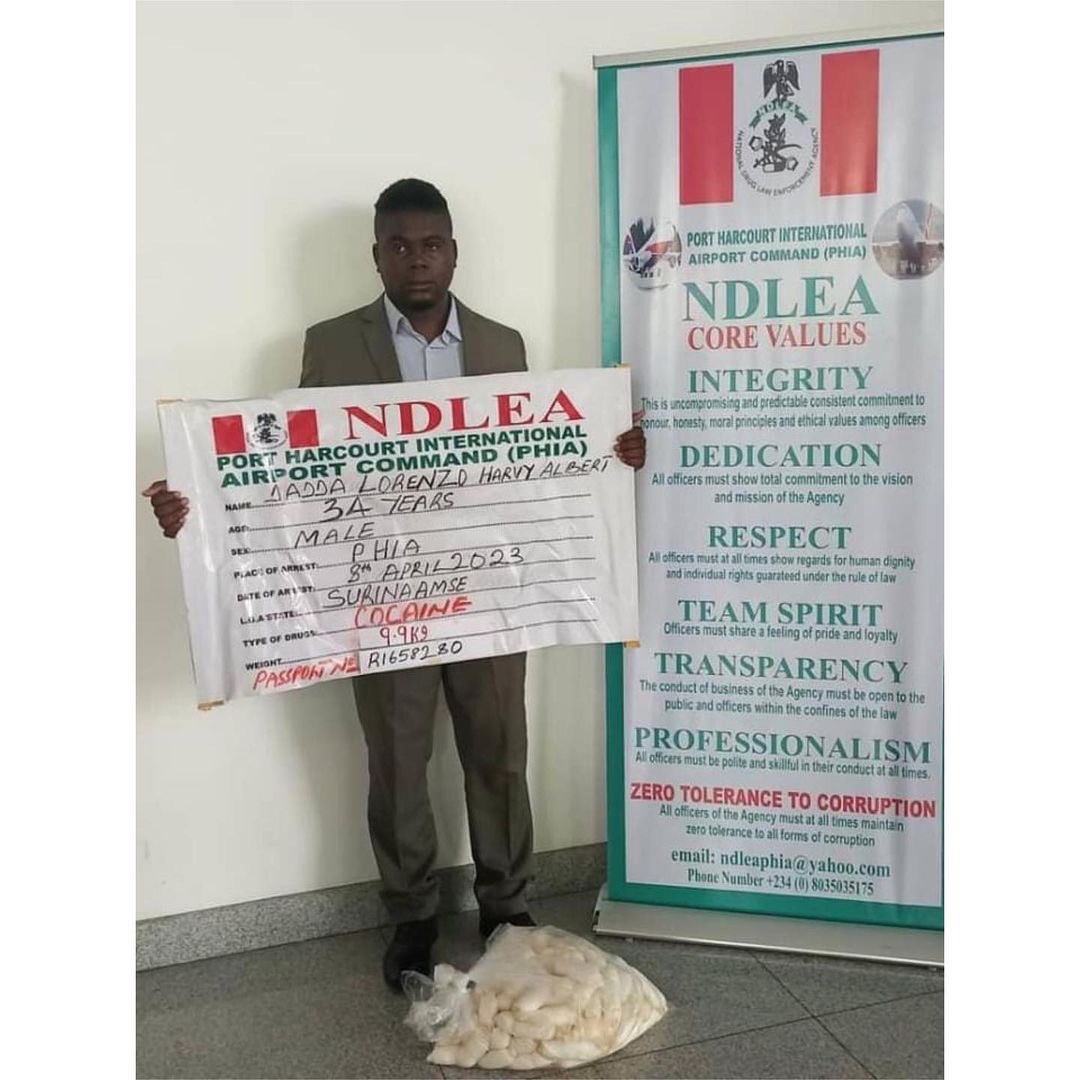 NDLEA
PORT HARCOURT INTERNATIONAL
AIRPORT COMMAND (PHIA)
NAME JADDA LORENZO HARVY ALBERT
AGE 34 YEARS
SEX MALE
PLACE OF ARREST: PHIA
DATE OF ARREST: 8th APRIL 2023
L.G.A STATE: SURINAAMSE
TYPE OF DRUGS COCAINE
WEIGHT 9.9Kg
PASSPORT No R1658280
NDLEA
NATIONAL DRUG LAW ENFORCEMENT AGENCY
PORT HARCOURT INTERNATIONAL
AIRPORT COMMAND (PHIA)
NDLEA
CORE VALUES
INTEGRITY
This is uncompromising and predictable consistent commitment to
honour, honesty, moral principles and ethical values among officers
DEDICATION
All officers must show total commitment to the vision
and mission of the Agency
RESPECT
All officers must at all times show regards for human dignity
and individual rights guarateed under the rule of law
TEAM SPIRIT
Officers must share a feeling of pride and loyalty
TRANSPARENCY
The conduct of business of the Agency must be open to the
public and officers within the confines of the law
PROFESSIONALISM
All officers must be polite and skillful in their conduct at all times.
ZERO TOLERANCE TO CORRUPTION
All officers of the Agency must at all times maintain
zero tolerance to all forms of corruption
email: ndleaphia@yahoo.com
Phone Number +234 (0) 8035035175